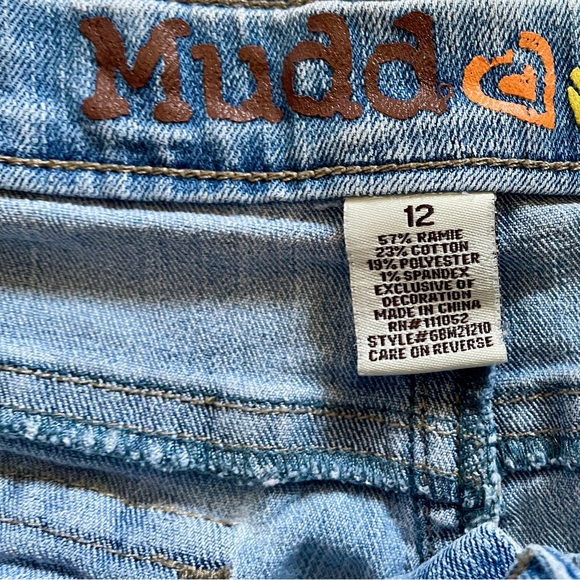 Mudd
12
57% RAMIE
23% COTTON
19% POLYESTER
1% SPANDEX
EXCLUSIVE OF
DECORATION
MADE IN CHINA
RN# 111052
STYLE#GBM21210
CARE ON REVERSE